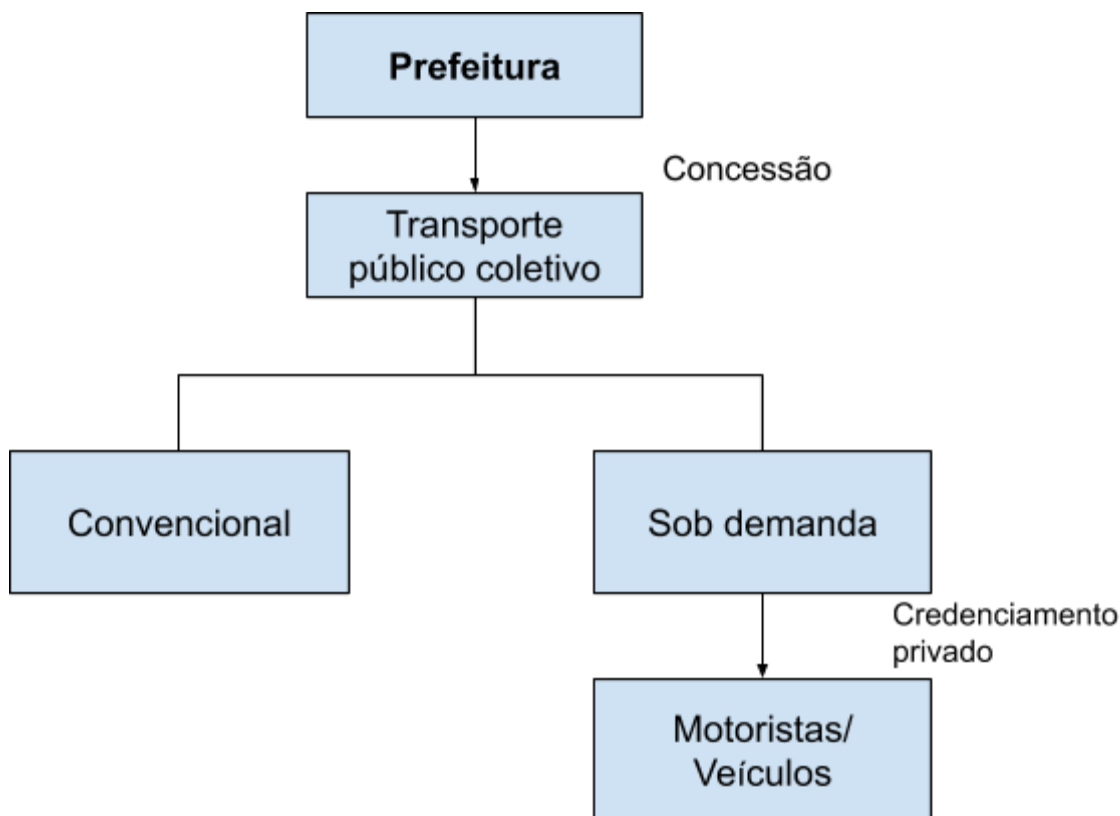 Prefeitura
Concessão
Transporte
público coletivo
Convencional
Sob demanda
Credenciamento
privado
Motoristas/
Veículos